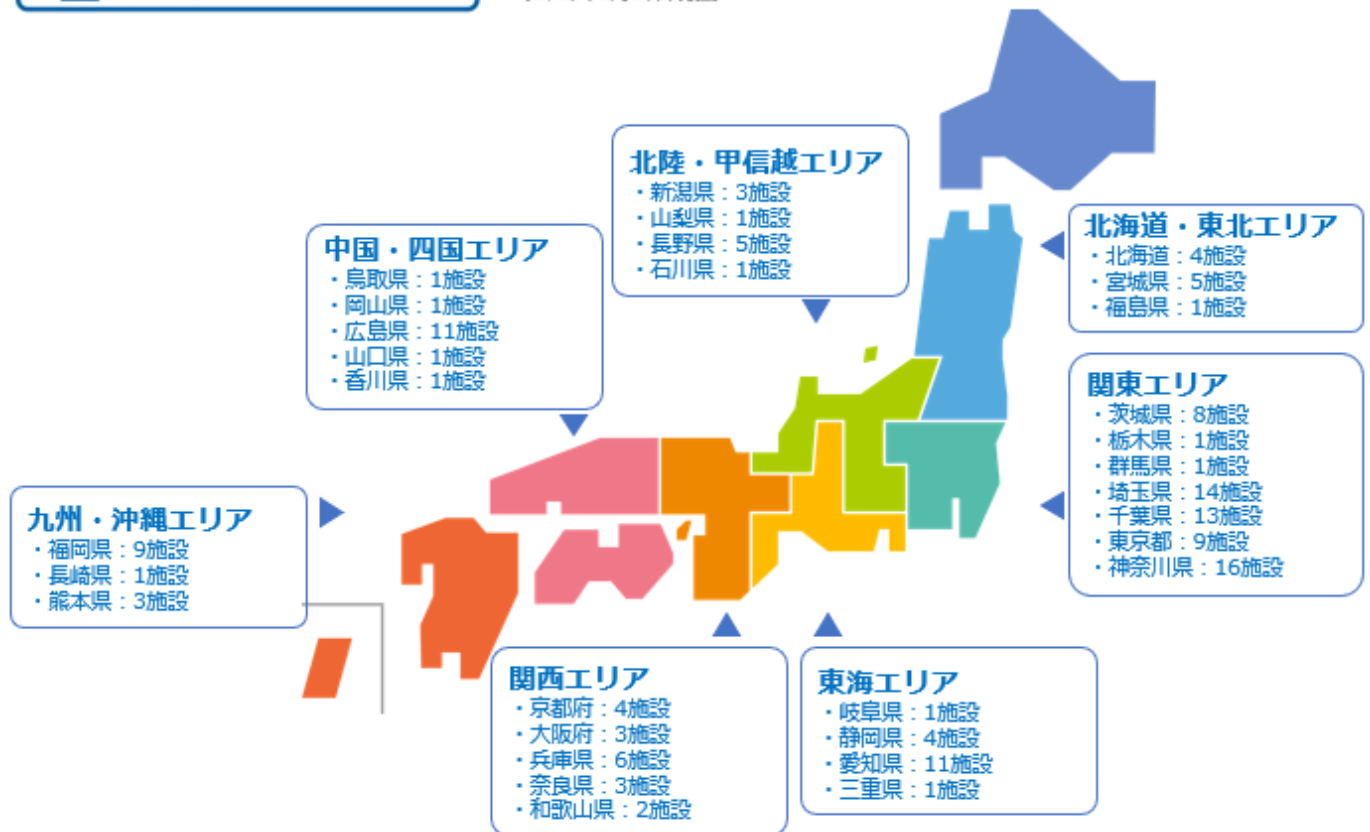 北陸・甲信越エリア
・新潟県：3施設
・山梨県：1施設
・長野県：5施設
・石川県：1施設
北海道・東北エリア
・北海道：4施設
・宮城県：5施設
・福島県：1施設
中国・四国エリア
・鳥取県：1施設
・岡山県：1施設
・広島県：11施設
・山口県：1施設
・香川県：1施設
関東エリア
・茨城県：8施設
・栃木県：1施設
・群馬県：1施設
・埼玉県：14施設
・千葉県：13施設
・東京都：9施設
・神奈川県：16施設
九州・沖縄エリア
・福岡県：9施設
・長崎県：1施設
・熊本県：3施設
関西エリア
・京都府：4施設
・大阪府：3施設
・兵庫県：6施設
・奈良県：3施設
・和歌山県：2施設
東海エリア
・岐阜県：1施設
・静岡県：4施設
・愛知県：11施設
・三重県：1施設